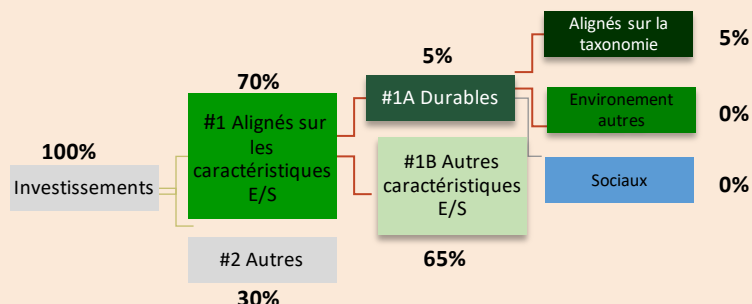 Alignés sur la
taxonomie
5%
5%
70%
#1A Durables
Environement
autres
0%
#1 Alignés sur
les
caractéristiques
E/S
100%
Investissements
#1B Autres
caractéristiques
E/S
Sociaux
0%
#2 Autres
65%
30%